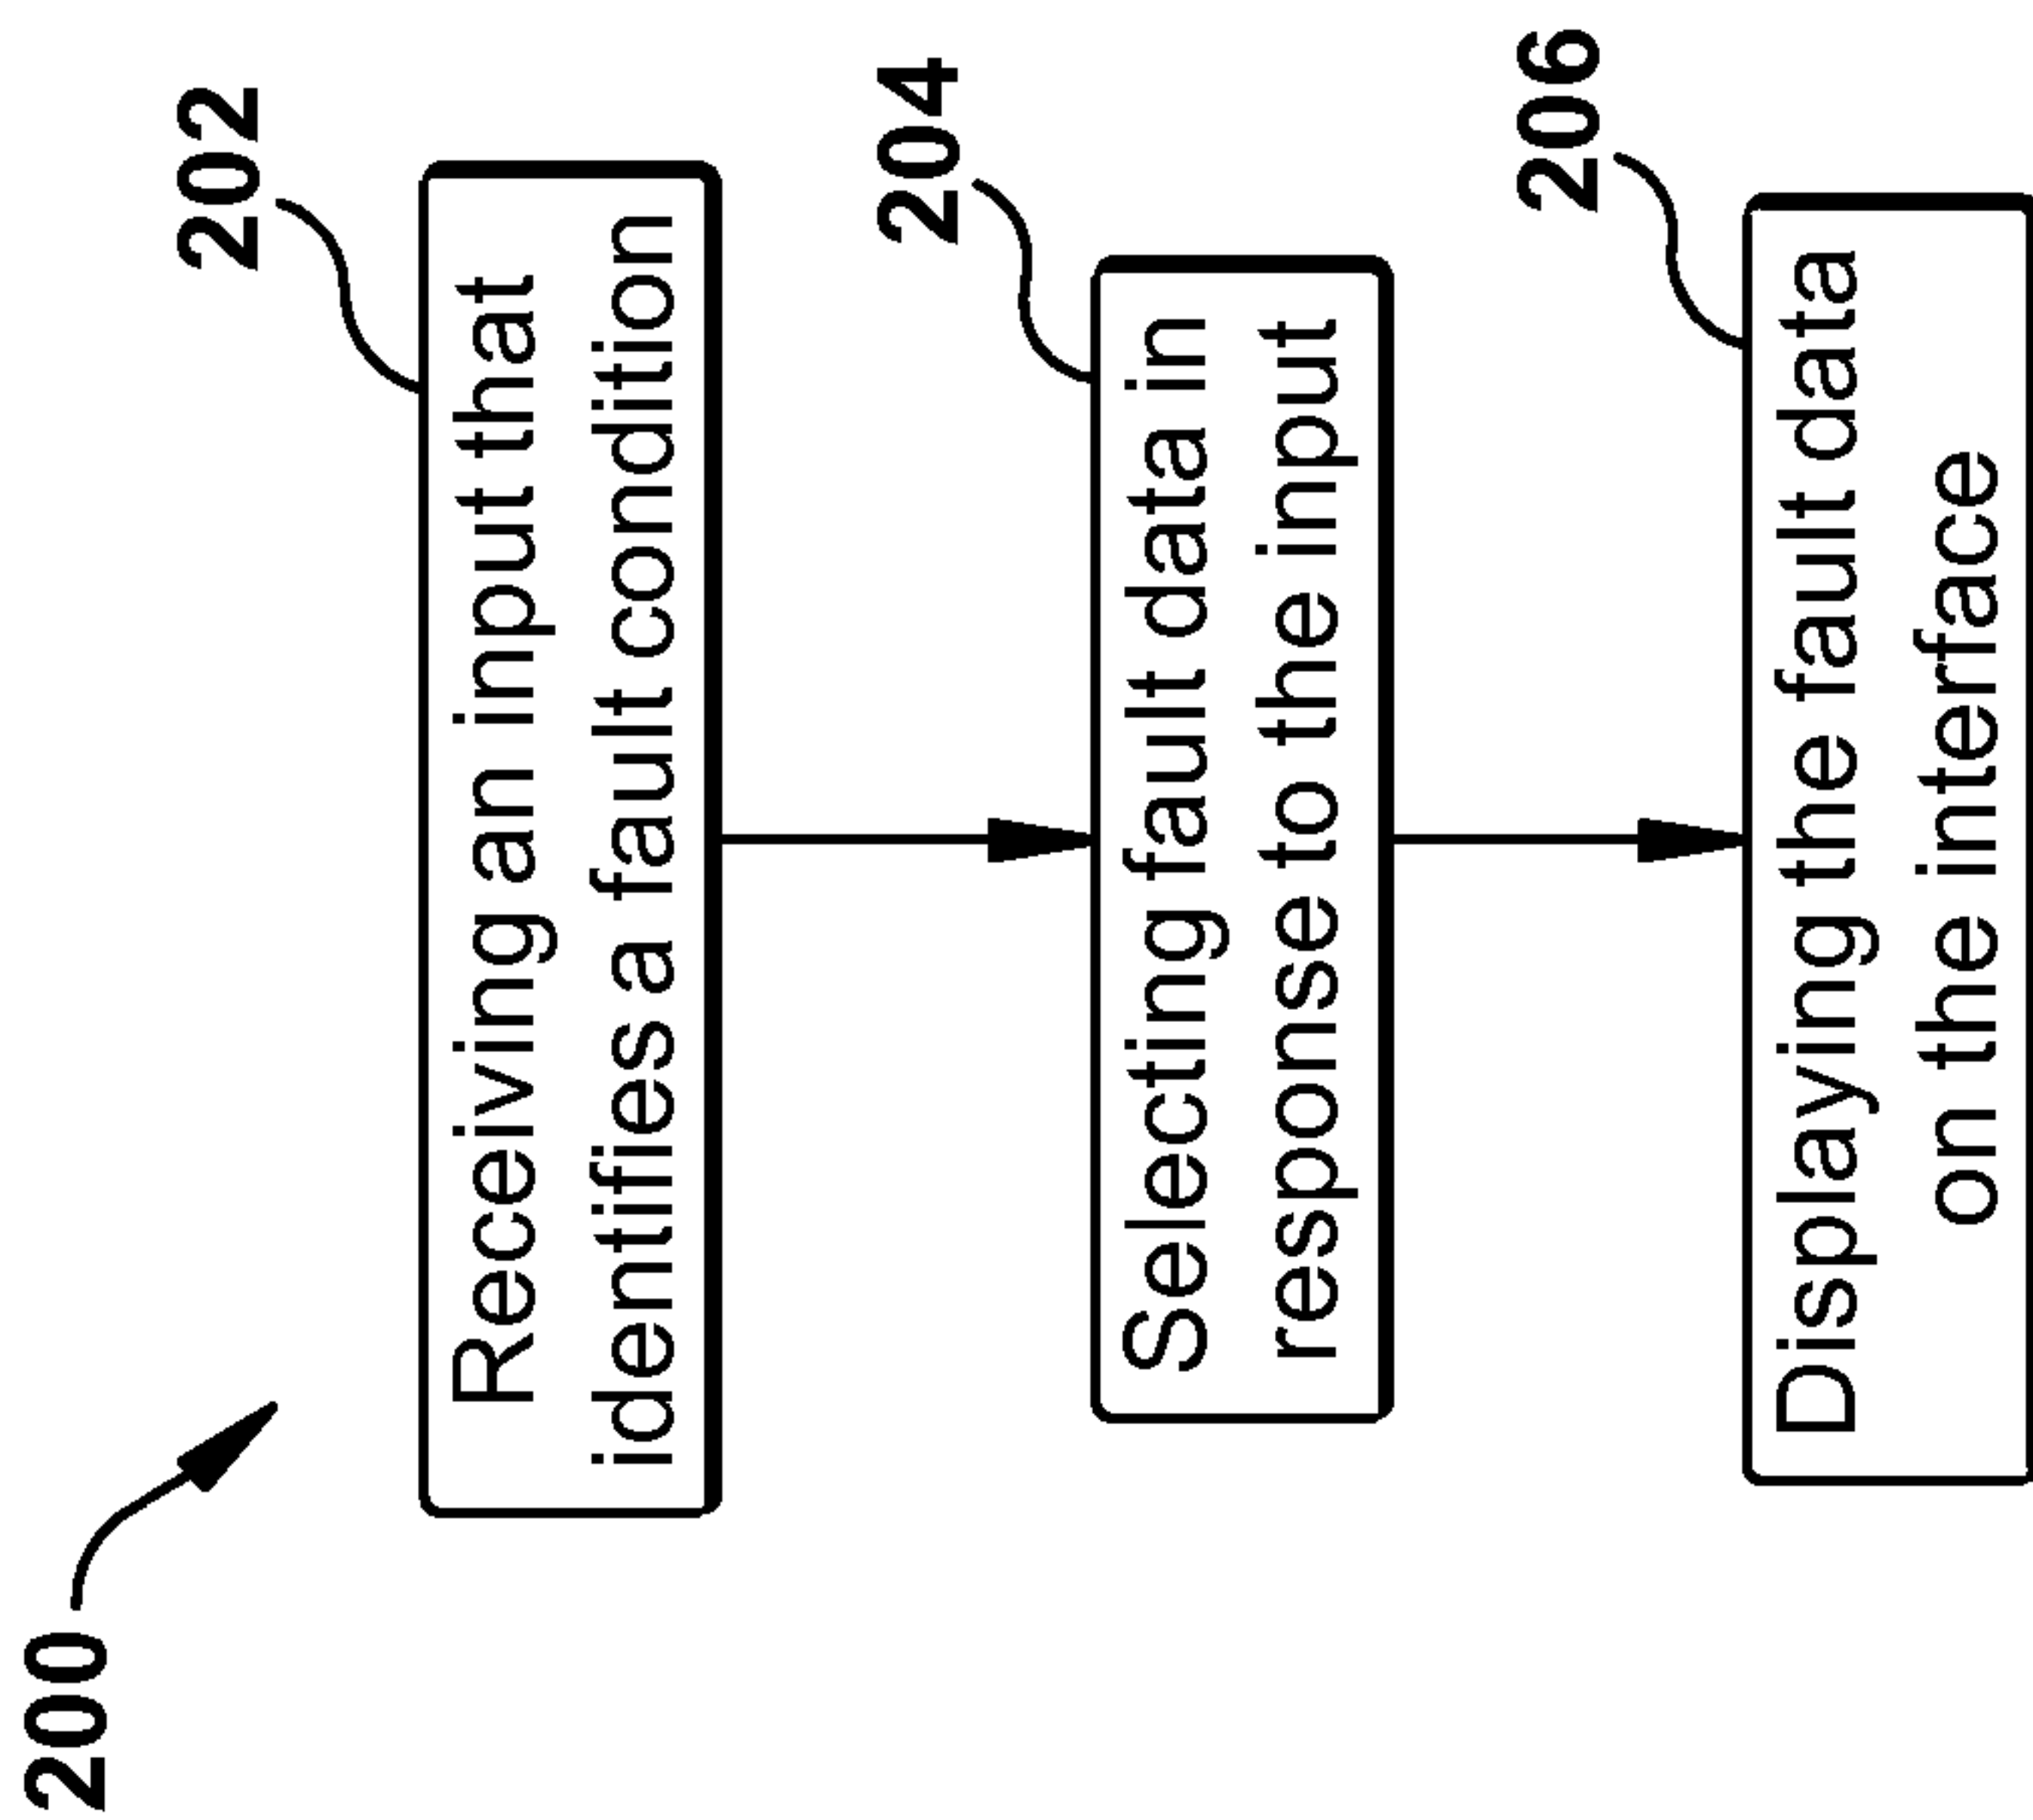 200
202
Receiving an input that
identifies a fault condition
204
Selecting fault data in
response to the input
206
Displaying the fault data
on the interface